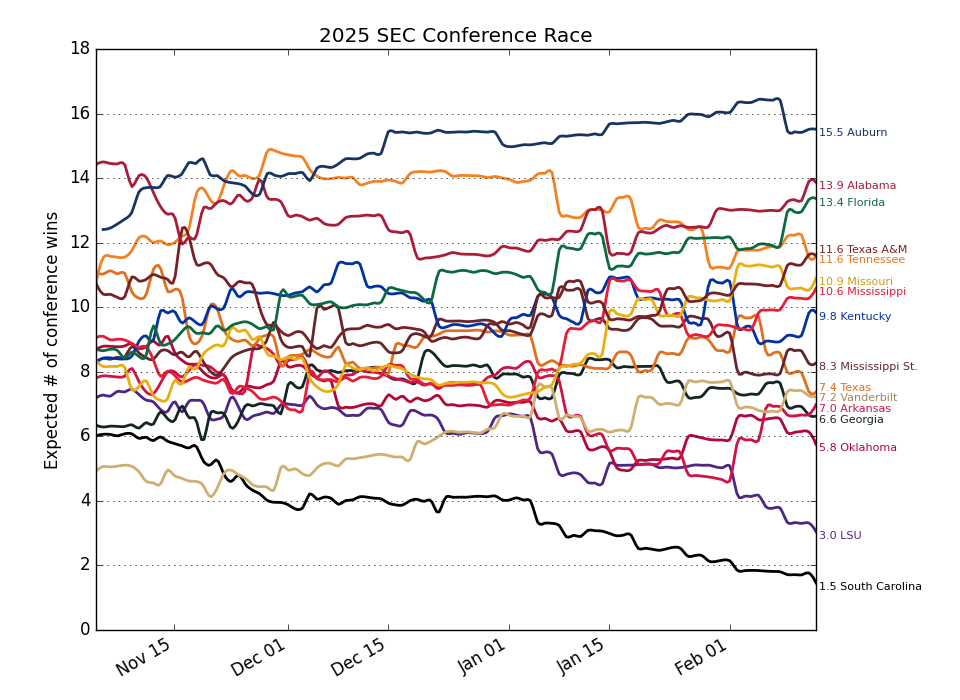 2025 SEC Conference Race
Expected # of conference wins
18
16
14
12
10
8
6
4
2
0
Nov 15
Dec 01
Dec 15
Jan 01
Jan 15
Feb 01
15.5 Auburn
13.9 Alabama
13.4 Florida
11.6 Texas A&M
11.6 Tennessee
10.9 Missouri
10.6 Mississippi
9.8 Kentucky
8.3 Mississippi St.
7.4 Texas
7.2 Vanderbilt
7.0 Arkansas
6.6 Georgia
5.8 Oklahoma
3.0 LSU
1.5 South Carolina